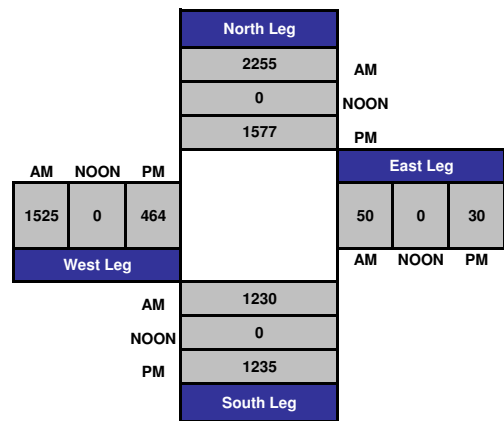 North Leg
2255 AM
0 NOON
1577 PM
AM NOON PM
East Leg
1525 0 464
50 0 30
West Leg
AM NOON PM
AM 1230
NOON 0
PM 1235
South Leg